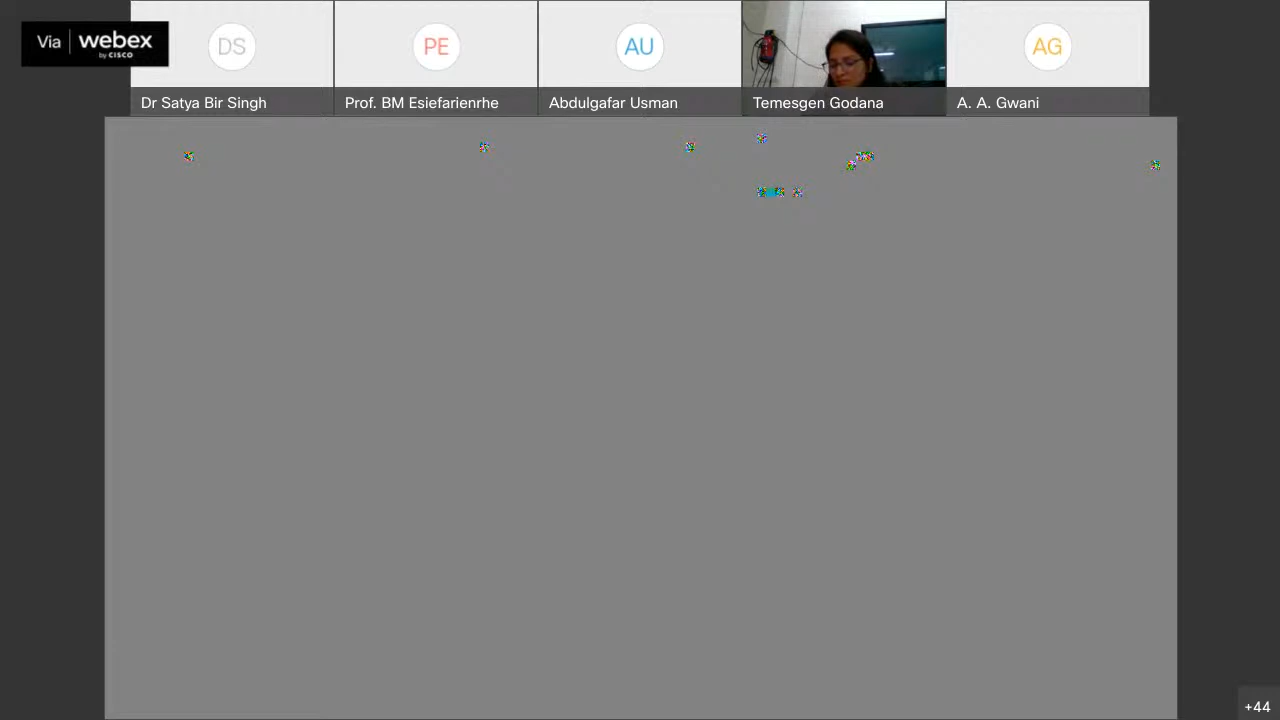 Via webex
by CISCO
DS
PE
AU
AG
Dr Satya Bir Singh
Prof. BM Esiefarienrhe
Abdulgafar Usman
Temesgen Godana
A. A. Gwani
+44